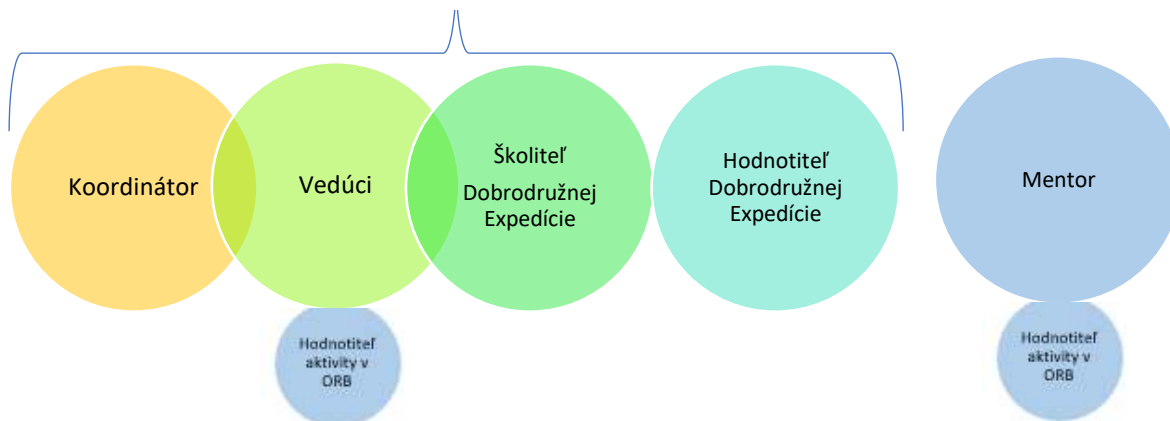 Koordinátor
Vedúci
Školiteľ
Dobrodružnej
Expedície
Hodnotiteľ
Dobrodružnej
Expedície
Mentor
Hodnotiteľ
aktivity v
ORB
Hodnotiteľ
aktivity v
ORB